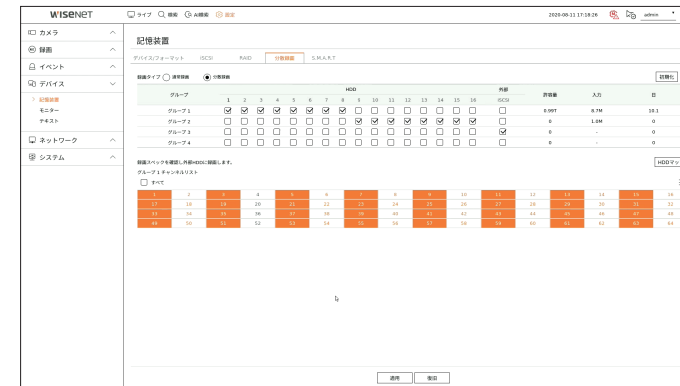 WISENET ライブ 検索 AI検索 設定 2020-08-11 17:18:26 admin
カメラ
録画
イベント
デバイス
記憶装置
モニター
テキスト
ネットワーク
システム
記憶装置
デバイス/フォーマット iSCSI RAID 分散録画 S.M.A.R.T
録画タイプ 通常録画 分散録画 初期化
グループ HDD 外部 許容量 入力 日
1 2 3 4 5 6 7 8 9 10 11 12 13 14 15 16 iSCSI
グループ 1 0.99T 8.7M 10.1
グループ 2 0 1.0M 0
グループ 3 0 - 0
グループ 4 0 - 0
録画スペックを確認し外部HDDに録画します。 HDDマッ
グループ 1 チャンネルリスト
すべて
1 2 3 4 5 6 7 8 9 10 11 12 13 14 15 16
17 18 19 20 21 22 23 24 25 26 27 28 29 30 31 32
33 34 35 36 37 38 39 40 41 42 43 44 45 46 47 48
49 50 51 52 53 54 55 56 57 58 59 60 61 62 63 64
適用 復旧